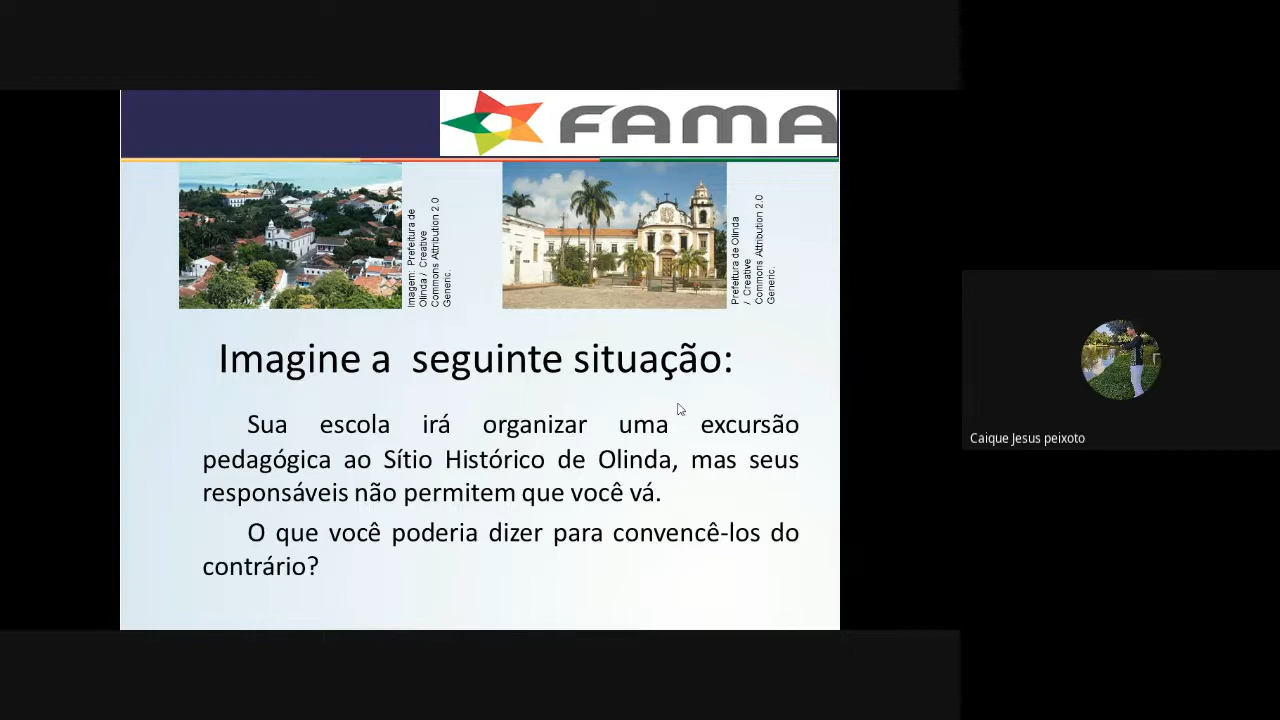 FAMA
Imagem: Prefeitura de
Olinda / Creative
Commons Attribution 2.0
Generic.
Prefeitura de Olinda
/ Creative
Commons Attribution 2.0
Generic.
Imagine a seguinte situação:
Sua escola irá organizar uma excursão
pedagógica ao Sítio Histórico de Olinda, mas seus
responsáveis não permitem que você vá.
O que você poderia dizer para convencê-los do
contrário?
Caique Jesus peixoto